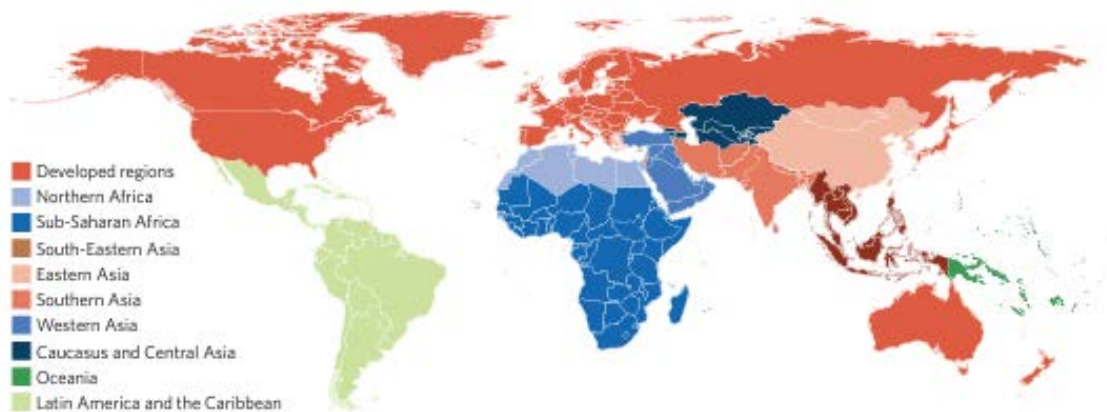 Developed regions
Northern Africa
Sub-Saharan Africa
South-Eastern Asia
Eastern Asia
Southern Asia
Western Asia
Caucasus and Central Asia
Oceania
Latin America and the Caribbean